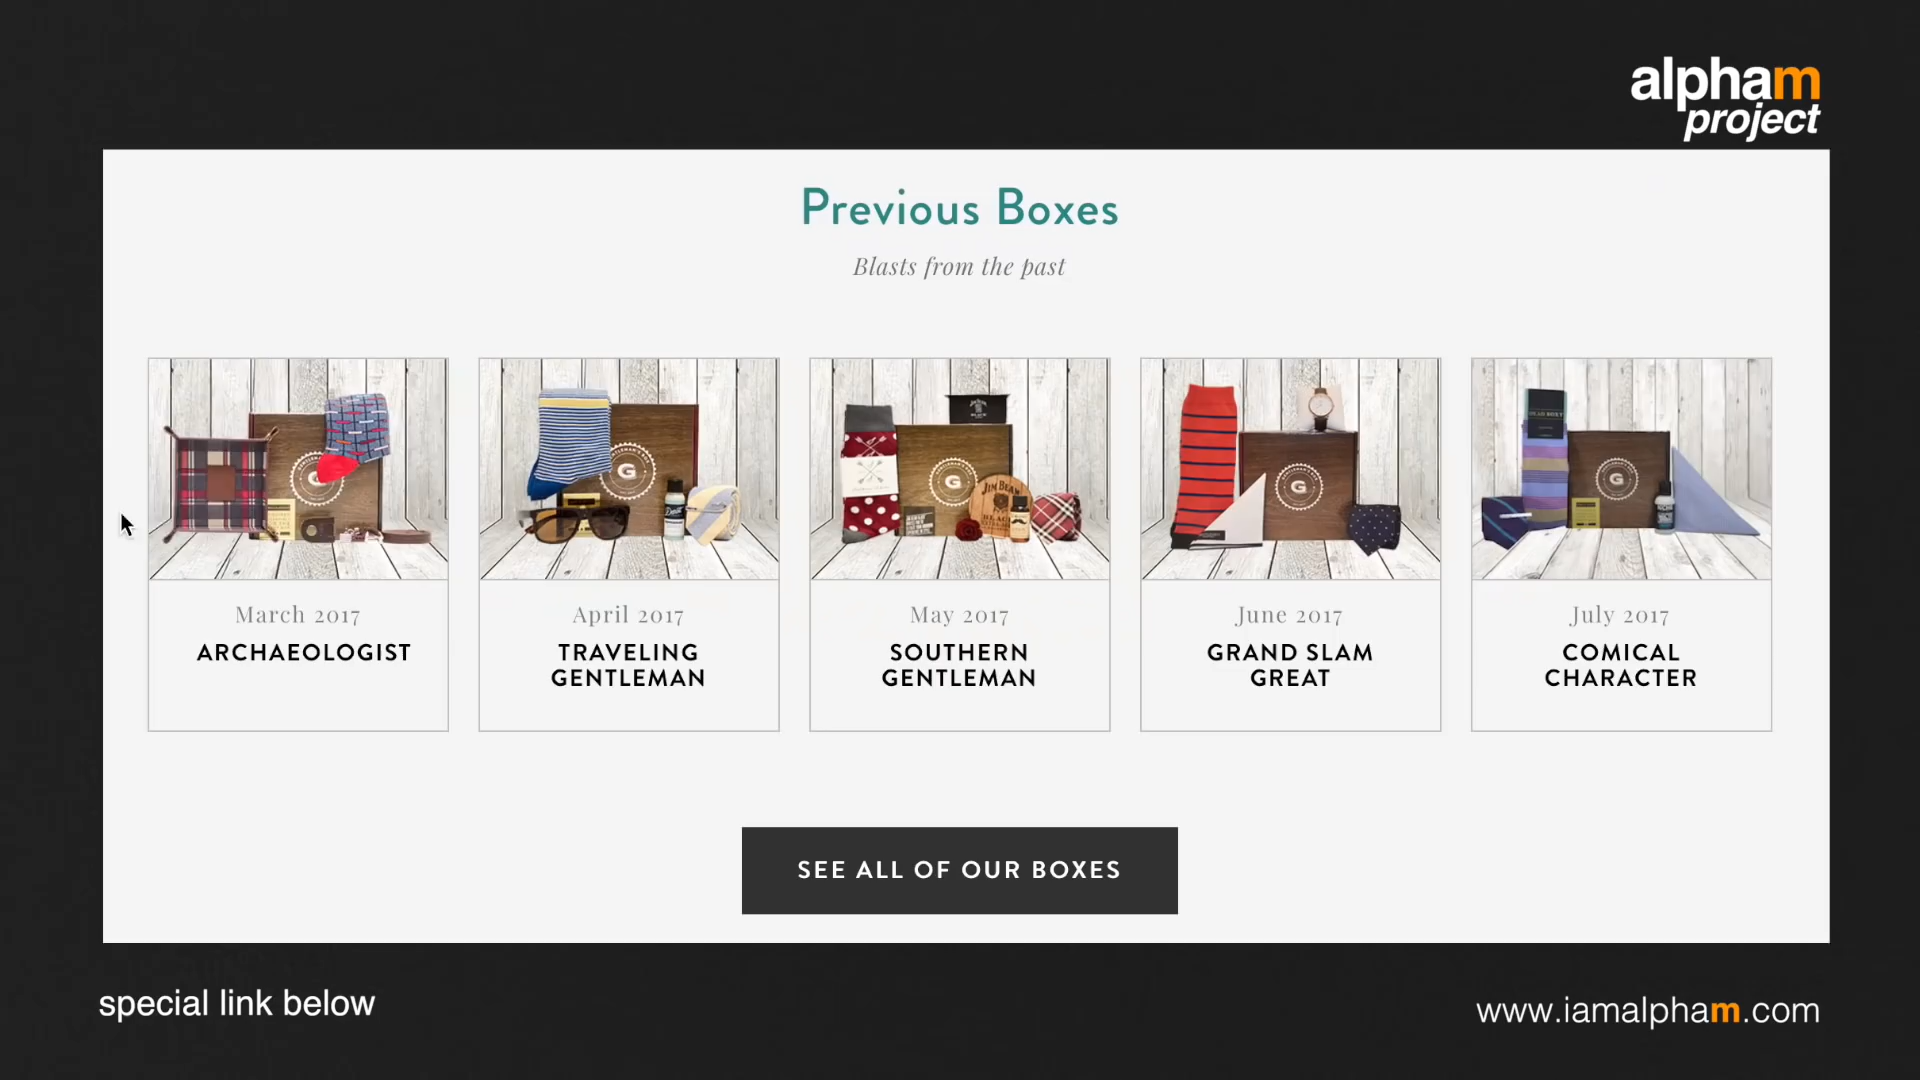 alpham
project
Previous Boxes
Blasts from the past
G
G
G
JIM BEAM
G
G
March 2017
ARCHAEOLOGIST
April 2017
TRAVELING
GENTLEMAN
May 2017
SOUTHERN
GENTLEMAN
June 2017
GRAND SLAM
GREAT
July 2017
COMICAL
CHARACTER
SEE ALL OF OUR BOXES
special link below
www.iamalpham.com